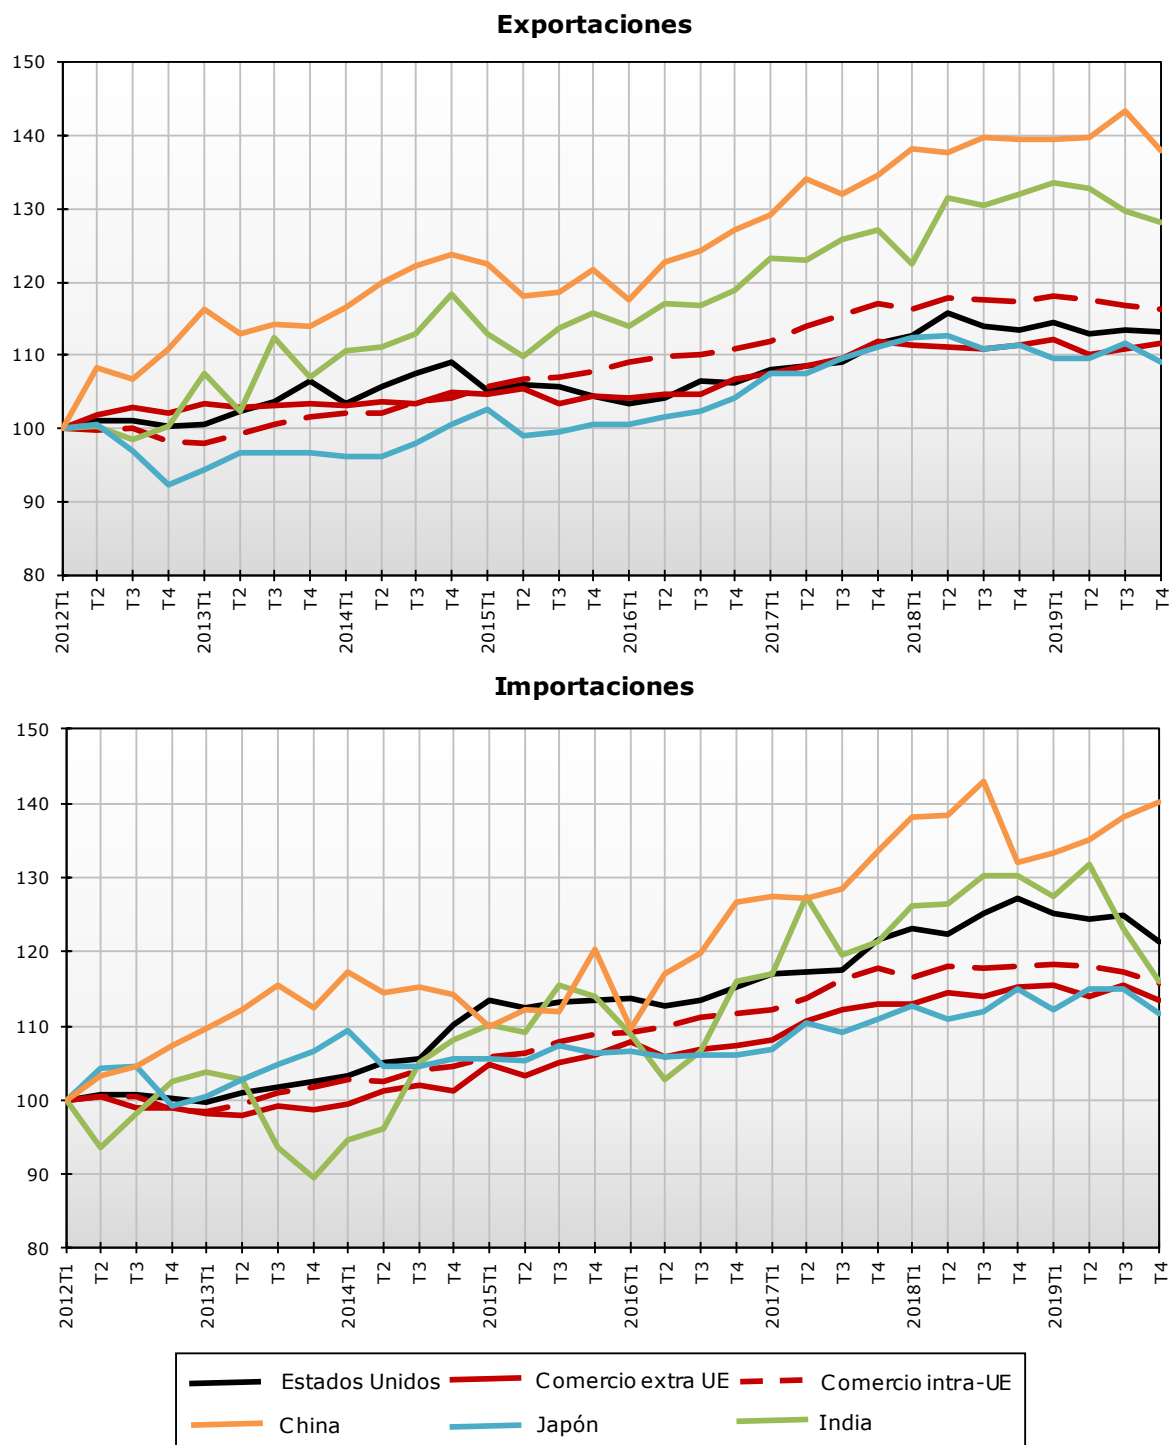 Exportaciones
150
140
130
120
110
100
90
80
2012T1 T2 T3 T4 2013T1 T2 T3 T4 2014T1 T2 T3 T4 2015T1 T2 T3 T4 2016T1 T2 T3 T4 2017T1 T2 T3 T4 2018T1 T2 T3 T4 2019T1 T2 T3 T4
Importaciones
150
140
130
120
110
100
90
80
2012T1 T2 T3 T4 2013T1 T2 T3 T4 2014T1 T2 T3 T4 2015T1 T2 T3 T4 2016T1 T2 T3 T4 2017T1 T2 T3 T4 2018T1 T2 T3 T4 2019T1 T2 T3 T4
Estados Unidos Comercio extra UE Comercio intra-UE
China Japón India